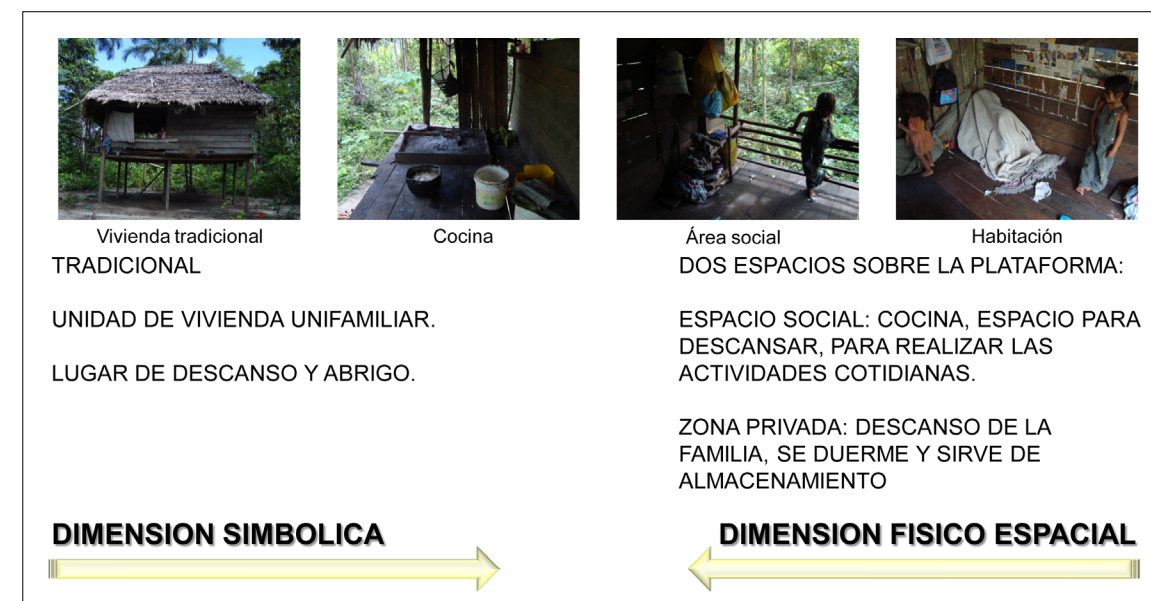 Vivienda tradicional
Cocina
Área social
Habitación
TRADICIONAL
UNIDAD DE VIVIENDA UNIFAMILIAR.
LUGAR DE DESCANSO Y ABRIGO.
DOS ESPACIOS SOBRE LA PLATAFORMA:
ESPACIO SOCIAL: COCINA, ESPACIO PARA
DESCANSAR, PARA REALIZAR LAS
ACTIVIDADES COTIDIANAS.
ZONA PRIVADA: DESCANSO DE LA
FAMILIA, SE DUERME Y SIRVE DE
ALMACENAMIENTO
DIMENSION SIMBOLICA
DIMENSION FISICO ESPACIAL